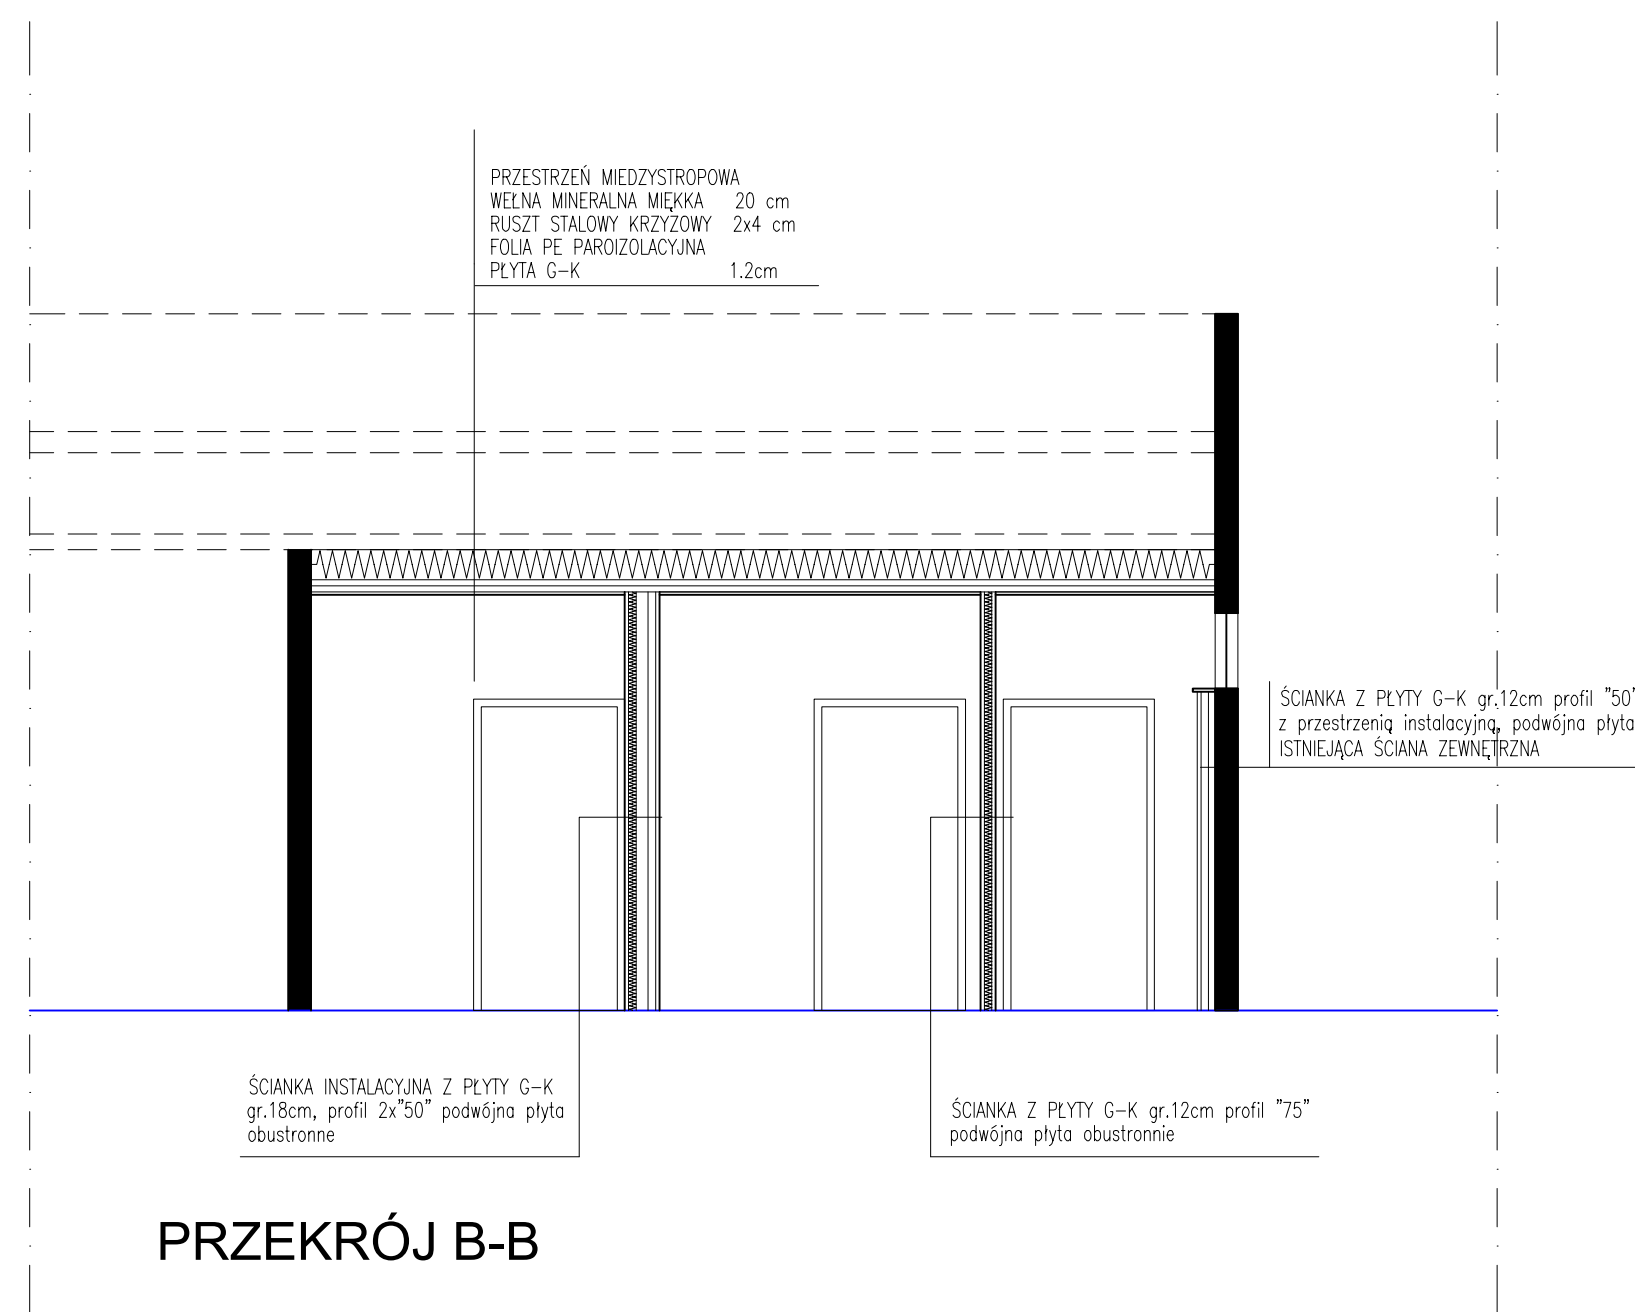 PRZESTRZEŃ MIEDZYSTROPOWA
WEŁNA MINERALNA MIĘKKA 20 cm
RUSZT STALOWY KRZYŻOWY 2x4 cm
FOLIA PE PAROIZOLACYJNA
PŁYTA G-K 1.2cm
ŚCIANKA Z PŁYTY G-K gr.12cm profil "50"
z przestrzenią instalacyjną, podwójna płyta
ISTNIEJĄCA ŚCIANA ZEWNĘTRZNA
ŚCIANKA INSTALACYJNA Z PŁYTY G-K
gr.18cm, profil 2x"50" podwójna płyta
obustronne
ŚCIANKA Z PŁYTY G-K gr.12cm profil "75"
podwójna płyta obustronnie
PRZEKRÓJ B-B